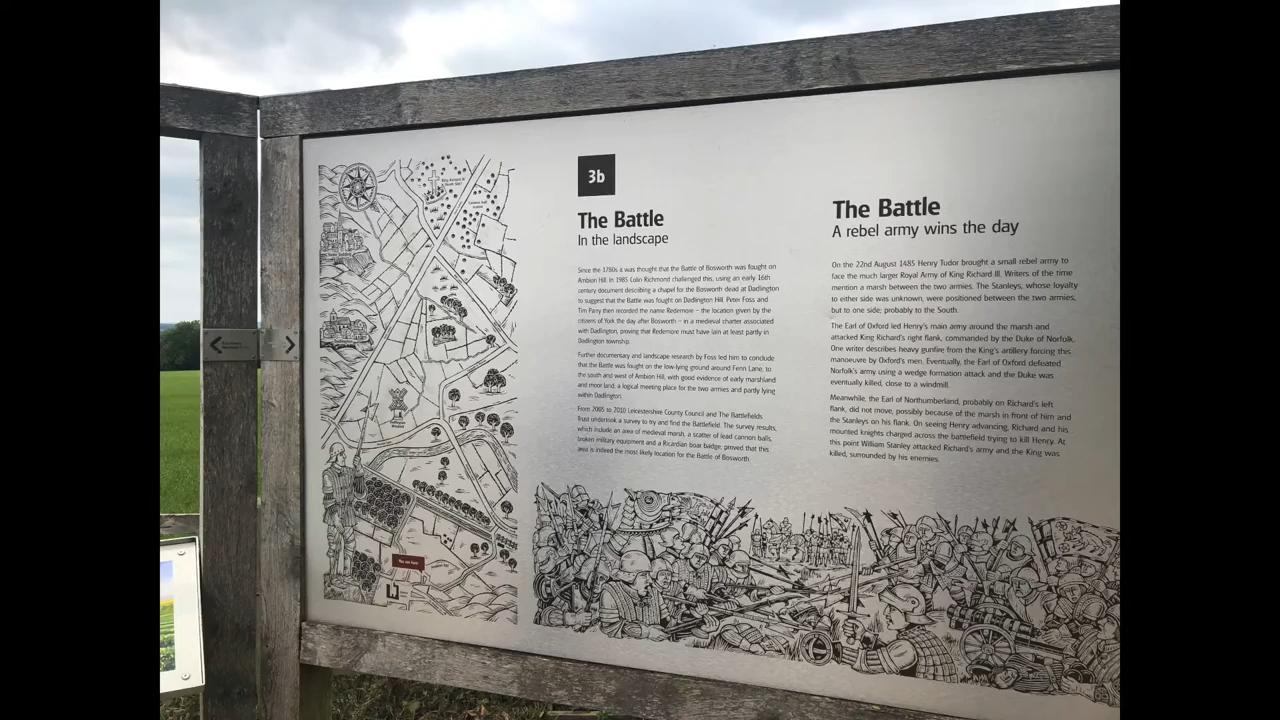 3b
The Battle
In the landscape
Since the 1780s it was thought that the Battle of Bosworth was fought on
Ambion Hill. In 1985 Colin Richmond challenged this, using an early 16th
century document describing a chapel for the Bosworth dead at Dadlington
to suggest that the Battle was fought on Dadlington Hill. Peter Foss and
Tim Parry then recorded the name Redemore – the location given by the
citizens of York the day after Bosworth – in a medieval charter associated
with Dadlington, proving that Redemore must have lain at least partly in
Dadlington township.
Further documentary and landscape research by Foss led him to conclude
that the Battle was fought on the low-lying ground around Fenn Lane, to
the south and west of Ambion Hill, with good evidence of early marshland
and moor land, a logical meeting place for the two armies and partly lying
within Dadlington.
From 2005 to 2010 Leicestershire County Council and The Battlefields
Trust undertook a survey to try and find the Battlefield. The survey results,
which include an area of medieval marsh, a scatter of lead cannon balls,
broken military equipment and a Ricardian boar badge, proved that this
area is indeed the most likely location for the Battle of Bosworth.
The Battle
A rebel army wins the day
On the 22nd August 1485 Henry Tudor brought a small rebel army to
face the much larger Royal Army of King Richard III. Writers of the time
mention a marsh between the two armies. The Stanleys, whose loyalty
to either side was unknown, were positioned between the two armies,
but to one side; probably to the South.
The Earl of Oxford led Henry's main army around the marsh and
attacked King Richard's right flank, commanded by the Duke of Norfolk.
One writer describes heavy gunfire from the King's artillery forcing this
manoeuvre by Oxford's men. Eventually, the Earl of Oxford defeated
Norfolk's army using a wedge formation attack and the Duke was
eventually killed, close to a windmill.
Meanwhile, the Earl of Northumberland, probably on Richard's left
flank, did not move, possibly because of the marsh in front of him and
the Stanleys on his flank. On seeing Henry advancing, Richard and his
mounted knights charged across the battlefield trying to kill Henry. At
this point William Stanley attacked Richard's army and the King was
killed, surrounded by his enemies.
You are here